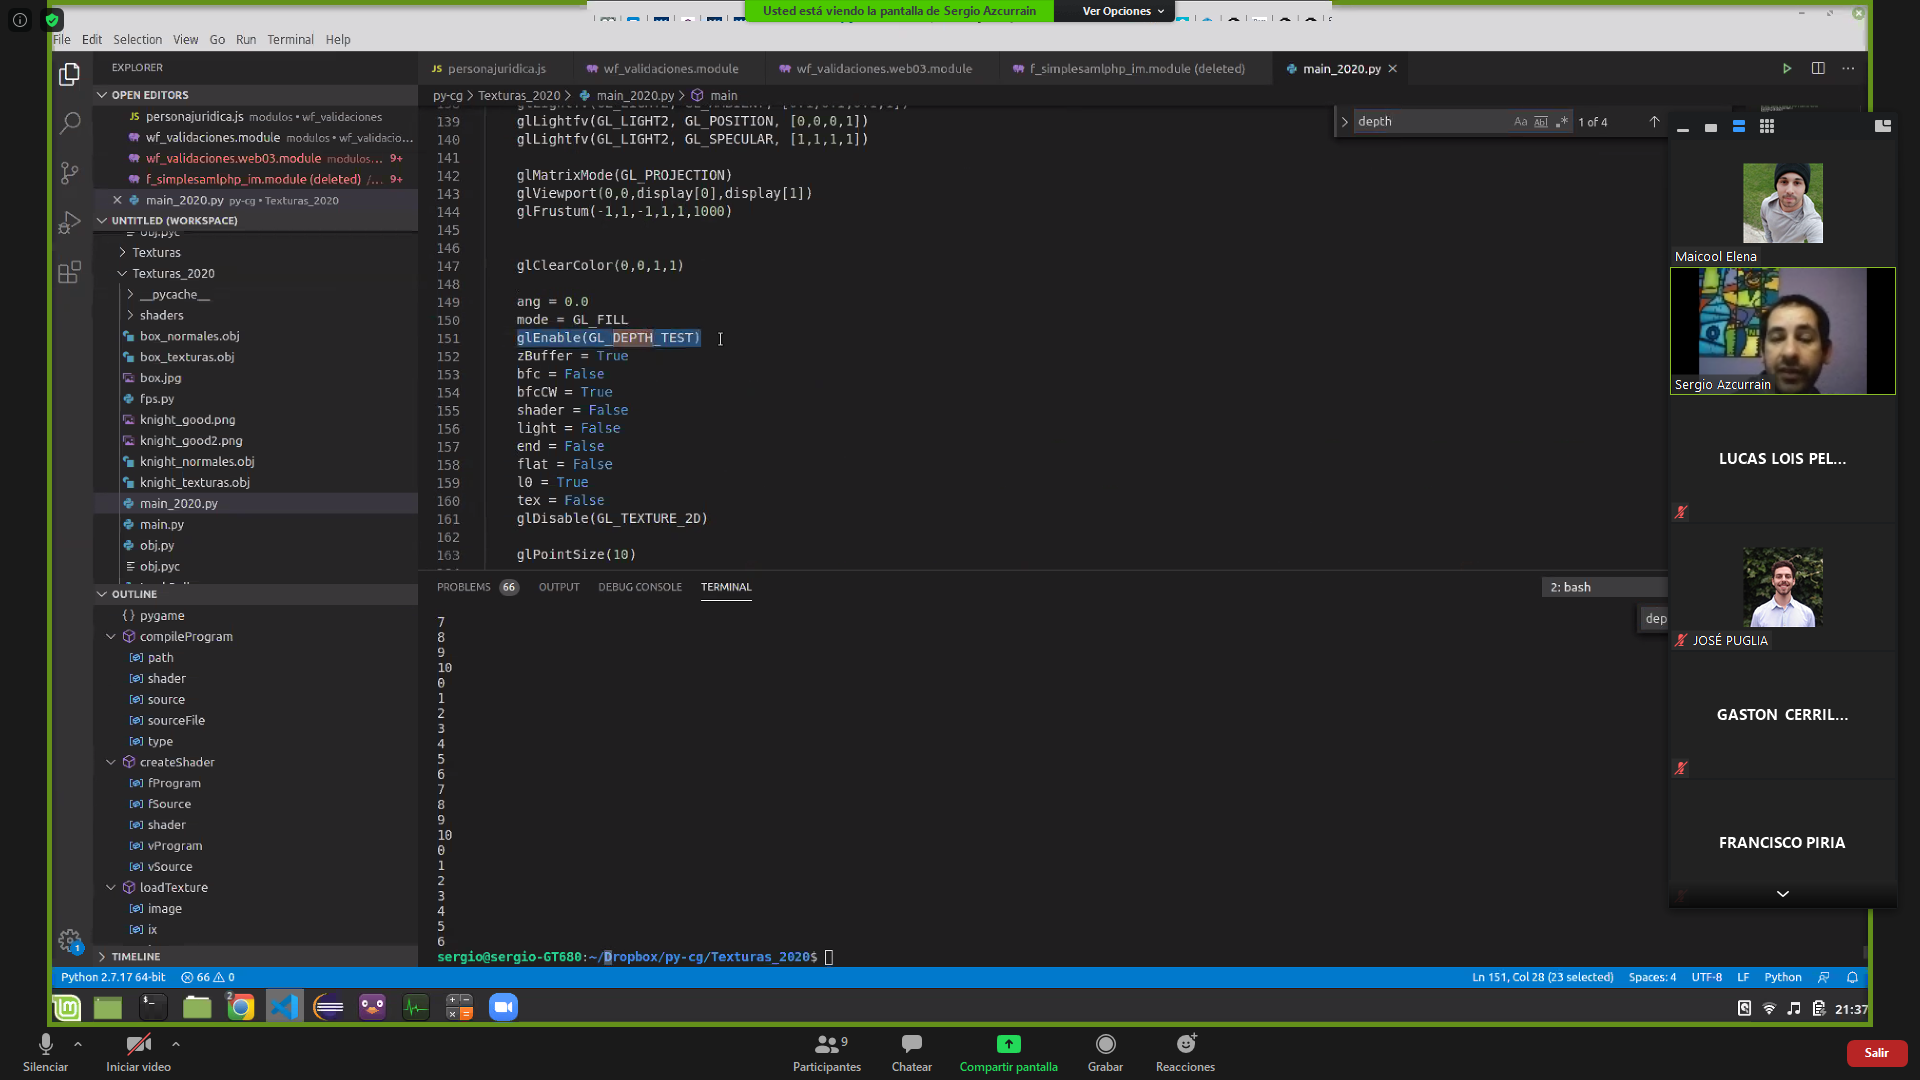 Usted está viendo la pantalla de Sergio Azcurrain
Ver Opciones
File Edit Selection View Go Run Terminal Help
EXPLORER
OPEN EDITORS
personajuridica.js modulos • wf_validaciones
wf_validaciones.module modulos • wf_validacio...
wf_validaciones.web03.module modulos... 9+
f_simplesamlphp_im.module (deleted) /... 9+
main_2020.py py-cg • Texturas_2020
UNTITLED (WORKSPACE)
obj.pyc
Texturas
Texturas_2020
__pycache__
shaders
box_normales.obj
box_texturas.obj
box.jpg
fps.py
knight_good.png
knight_good2.png
knight_normales.obj
knight_texturas.obj
main_2020.py
main.py
obj.py
obj.pyc
OUTLINE
{} pygame
compileProgram
path
shader
source
sourceFile
type
createShader
fProgram
fSource
shader
vProgram
vSource
loadTexture
image
ix
TIMELINE
JS personajuridica.js
wf_validaciones.module
wf_validaciones.web03.module
f_simplesamlphp_im.module (deleted)
main_2020.py
py-cg > Texturas_2020 > main_2020.py > main
depth
Aa Abl .* 1 of 4
139 glLightfv(GL_LIGHT2, GL_POSITION, [0,0,0,1])
140 glLightfv(GL_LIGHT2, GL_SPECULAR, [1,1,1,1])
141
142 glMatrixMode(GL_PROJECTION)
143 glViewport(0,0,display[0],display[1])
144 glFrustum(-1,1,-1,1,1,1000)
145
146
147 glClearColor(0,0,1,1)
148
149 ang = 0.0
150 mode = GL_FILL
151 glEnable(GL_DEPTH_TEST)
152 zBuffer = True
153 bfc = False
154 bfcCW = True
155 shader = False
156 light = False
157 end = False
158 flat = False
159 l0 = True
160 tex = False
161 glDisable(GL_TEXTURE_2D)
162
163 glPointSize(10)
PROBLEMS 66 OUTPUT DEBUG CONSOLE TERMINAL
2: bash
dep
7
8
9
10
0
1
2
3
4
5
6
7
8
9
10
0
1
2
3
4
5
6
sergio@sergio-GT680:~/Dropbox/py-cg/Texturas_2020$
Maicool Elena
Sergio Azcurrain
LUCAS LOIS PEL...
JOSÉ PUGLIA
GASTON CERRIL...
FRANCISCO PIRIA
1
Python 2.7.17 64-bit 66 0
Ln 151, Col 28 (23 selected) Spaces: 4 UTF-8 LF Python
2
21:37
Silenciar
Iniciar video
Participantes 9
Chatear
Compartir pantalla
Grabar
Reacciones
Salir